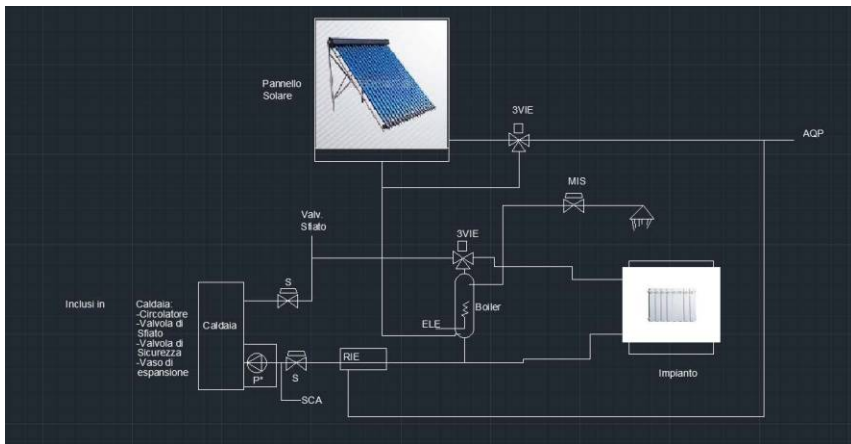 Pannello
Solare
3VIE
AQP
MIS
Valv.
Sfiato
3VIE
S
Inclusi in
Caldaia:
-Circolatore
-Valvola di
Sfiato
-Valvola di
Sicurezza
-Vaso di
espansione
Caldaia
Boiler
ELE
RIE
P*
S
SCA
Impianto